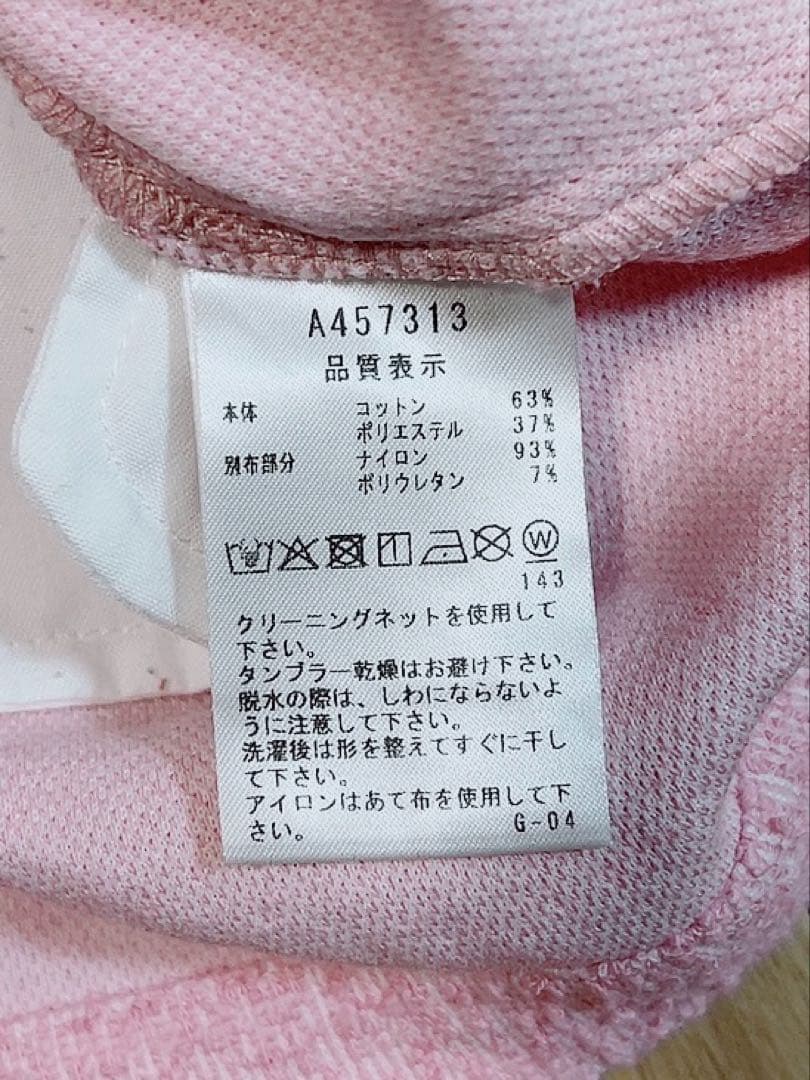 A457313
品質表示
本体 コットン 63%
ポリエステル 37%
別布部分 ナイロン 93%
ポリウレタン 7%
W
143
クリーニングネットを使用して
下さい。
タンブラー乾燥はお避け下さい。
脱水の際は、しわにならないよ
うに注意して下さい。
洗濯後は形を整えてすぐに干し
て下さい。
アイロンはあて布を使用して下
さい。 G-04